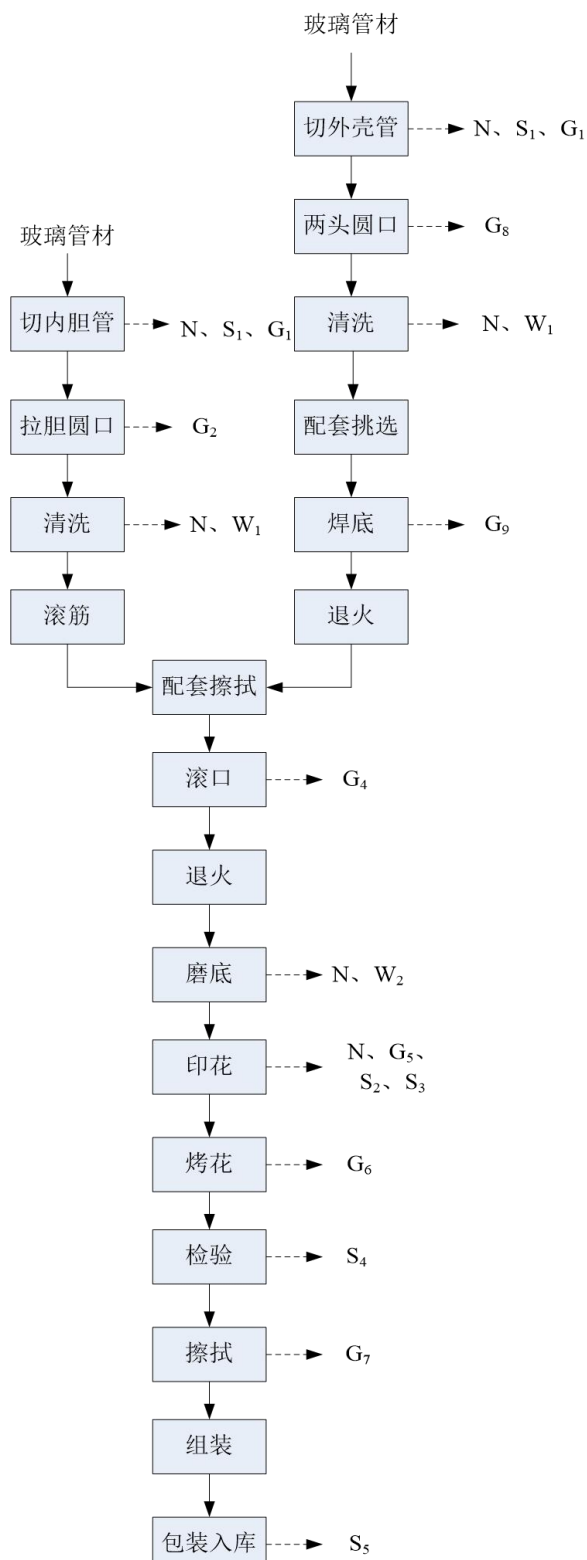 玻璃管材
切外壳管
N、S₁、G₁
两头圆口
G₈
清洗
N、W₁
配套挑选
焊底
G₉
退火
玻璃管材
切内胆管
N、S₁、G₁
拉胆圆口
G₂
清洗
N、W₁
滚筋
配套擦拭
滚口
G₄
退火
磨底
N、W₂
印花
N、G₅、
S₂、S₃
烤花
G₆
检验
S₄
擦拭
G₇
组装
包装入库
S₅